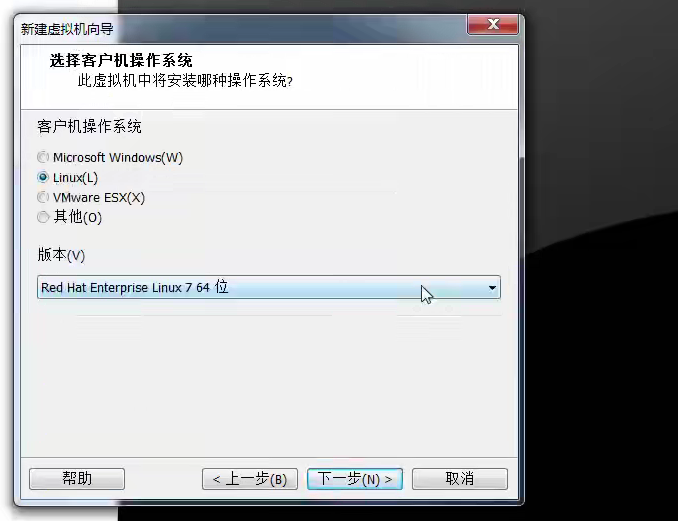 新建虚拟机向导
选择客户机操作系统
此虚拟机中将安装哪种操作系统?
客户机操作系统
Microsoft Windows(W)
Linux(L)
VMware ESX(X)
其他(O)
版本(V)
Red Hat Enterprise Linux 7 64 位
帮助
< 上一步(B)
下一步(N) >
取消